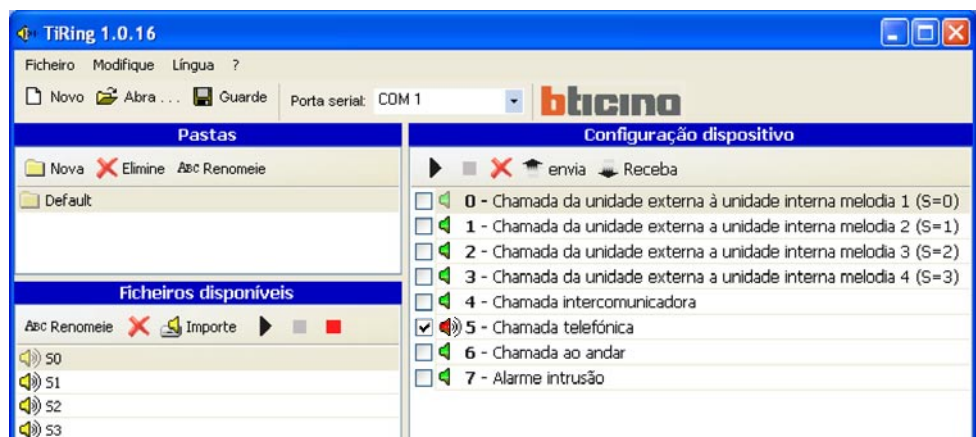 TiRing 1.0.16
Ficheiro Modifique Língua ?
Novo Abra ... Guarde Porta serial: COM 1 bticino
Pastas
Nova Elimine ABC Renomeie
Default
Ficheiros disponíveis
ABC Renomeie Importe
S0
S1
S2
S3
Configuração dispositivo
envia Receba
0 - Chamada da unidade externa à unidade interna melodia 1 (S=0)
1 - Chamada da unidade externa a unidade interna melodia 2 (S=1)
2 - Chamada da unidade externa a unidade interna melodia 3 (S=2)
3 - Chamada da unidade externa a unidade interna melodia 4 (S=3)
4 - Chamada intercomunicadora
5 - Chamada telefónica
6 - Chamada ao andar
7 - Alarme intrusão